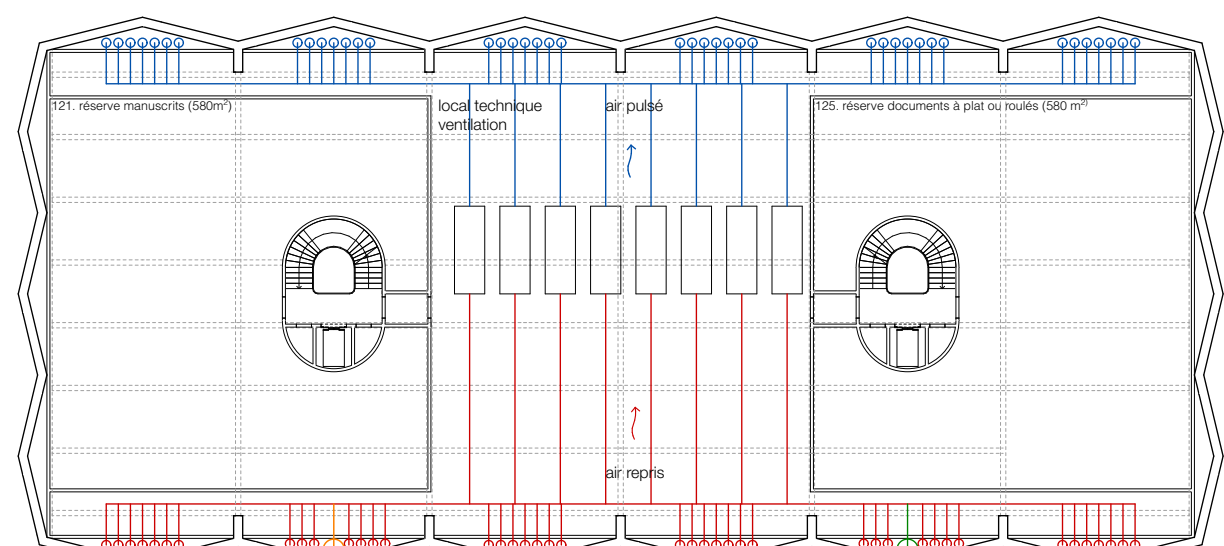 121. réserve manuscrits (580m²)
local technique
ventilation
air pulsé
125. réserve documents à plat ou roulés (580 m²)
air repris